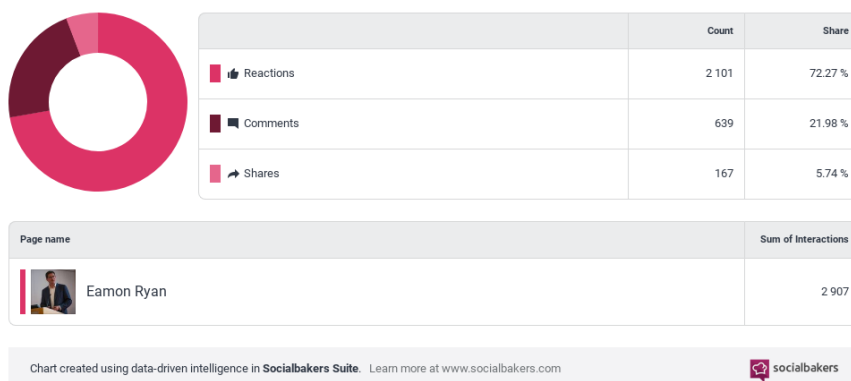 Count Share
Reactions 2 101 72.27 %
Comments 639 21.98 %
Shares 167 5.74 %
Page name Sum of Interactions
Eamon Ryan 2 907
Chart created using data-driven intelligence in Socialbakers Suite. Learn more at www.socialbakers.com socialbakers